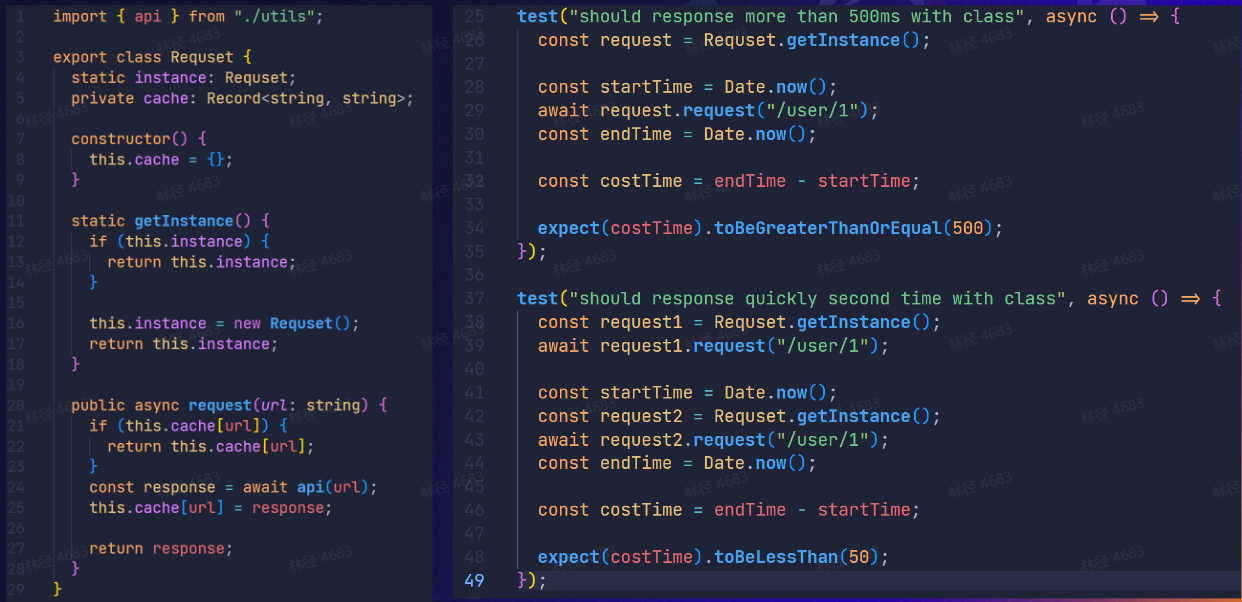 1 import { api } from "./utils";
2
3 export class Requset {
4 static instance: Requset;
5 private cache: Record<string, string>;
6
7 constructor() {
8 this.cache = {};
9 }
10
11 static getInstance() {
12 if (this.instance) {
13 return this.instance;
14 }
15
16 this.instance = new Requset();
17 return this.instance;
18 }
19
20 public async request(url: string) {
21 if (this.cache[url]) {
22 return this.cache[url];
23 }
24 const response = await api(url);
25 this.cache[url] = response;
26
27 return response;
28 }
29 }
25 test("should response more than 500ms with class", async () ⇒ {
26 const request = Requset.getInstance();
27
28 const startTime = Date.now();
29 await request.request("/user/1");
30 const endTime = Date.now();
31
32 const costTime = endTime - startTime;
33
34 expect(costTime).toBeGreaterThanOrEqual(500);
35 });
36
37 test("should response quickly second time with class", async () ⇒ {
38 const request1 = Requset.getInstance();
39 await request1.request("/user/1");
40
41 const startTime = Date.now();
42 const request2 = Requset.getInstance();
43 await request2.request("/user/1");
44 const endTime = Date.now();
45
46 const costTime = endTime - startTime;
47
48 expect(costTime).toBeLessThan(50);
49 });
林径 4683